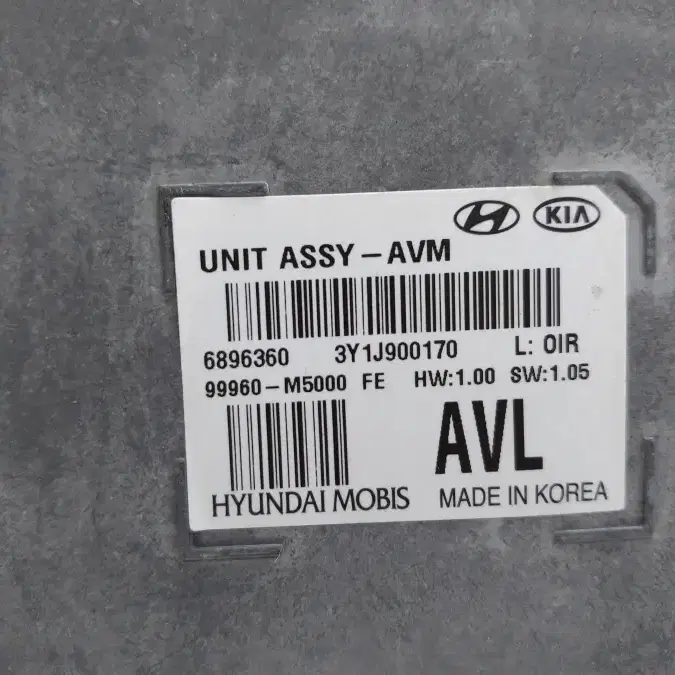 KIA
UNIT ASSY-AVM
6896360 3Y1J900170 L: OIR
99960-M5000 FE HW:1.00 SW:1.05
AVL
HYUNDAI MOBIS MADE IN KOREA